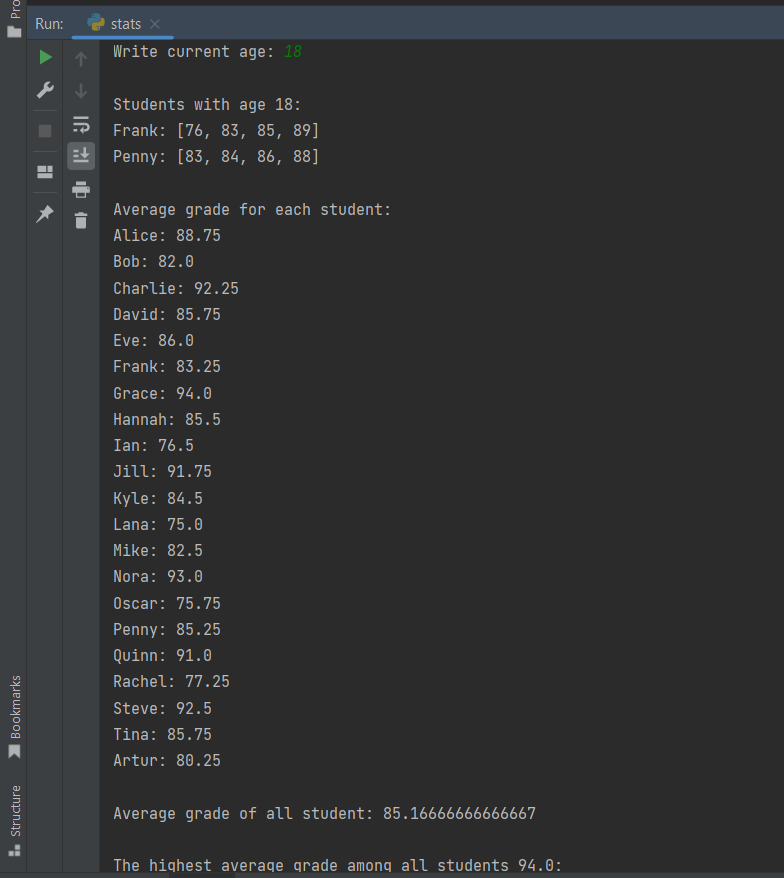 Pro
Run:
stats
Write current age: 18
Students with age 18:
Frank: [76, 83, 85, 89]
Penny: [83, 84, 86, 88]
Average grade for each student:
Alice: 88.75
Bob: 82.0
Charlie: 92.25
David: 85.75
Eve: 86.0
Frank: 83.25
Grace: 94.0
Hannah: 85.5
Ian: 76.5
Jill: 91.75
Kyle: 84.5
Lana: 75.0
Mike: 82.5
Nora: 93.0
Oscar: 75.75
Penny: 85.25
Quinn: 91.0
Rachel: 77.25
Steve: 92.5
Tina: 85.75
Artur: 80.25
Average grade of all student: 85.16666666666667
The highest average grade among all students 94.0:
Bookmarks
Structure